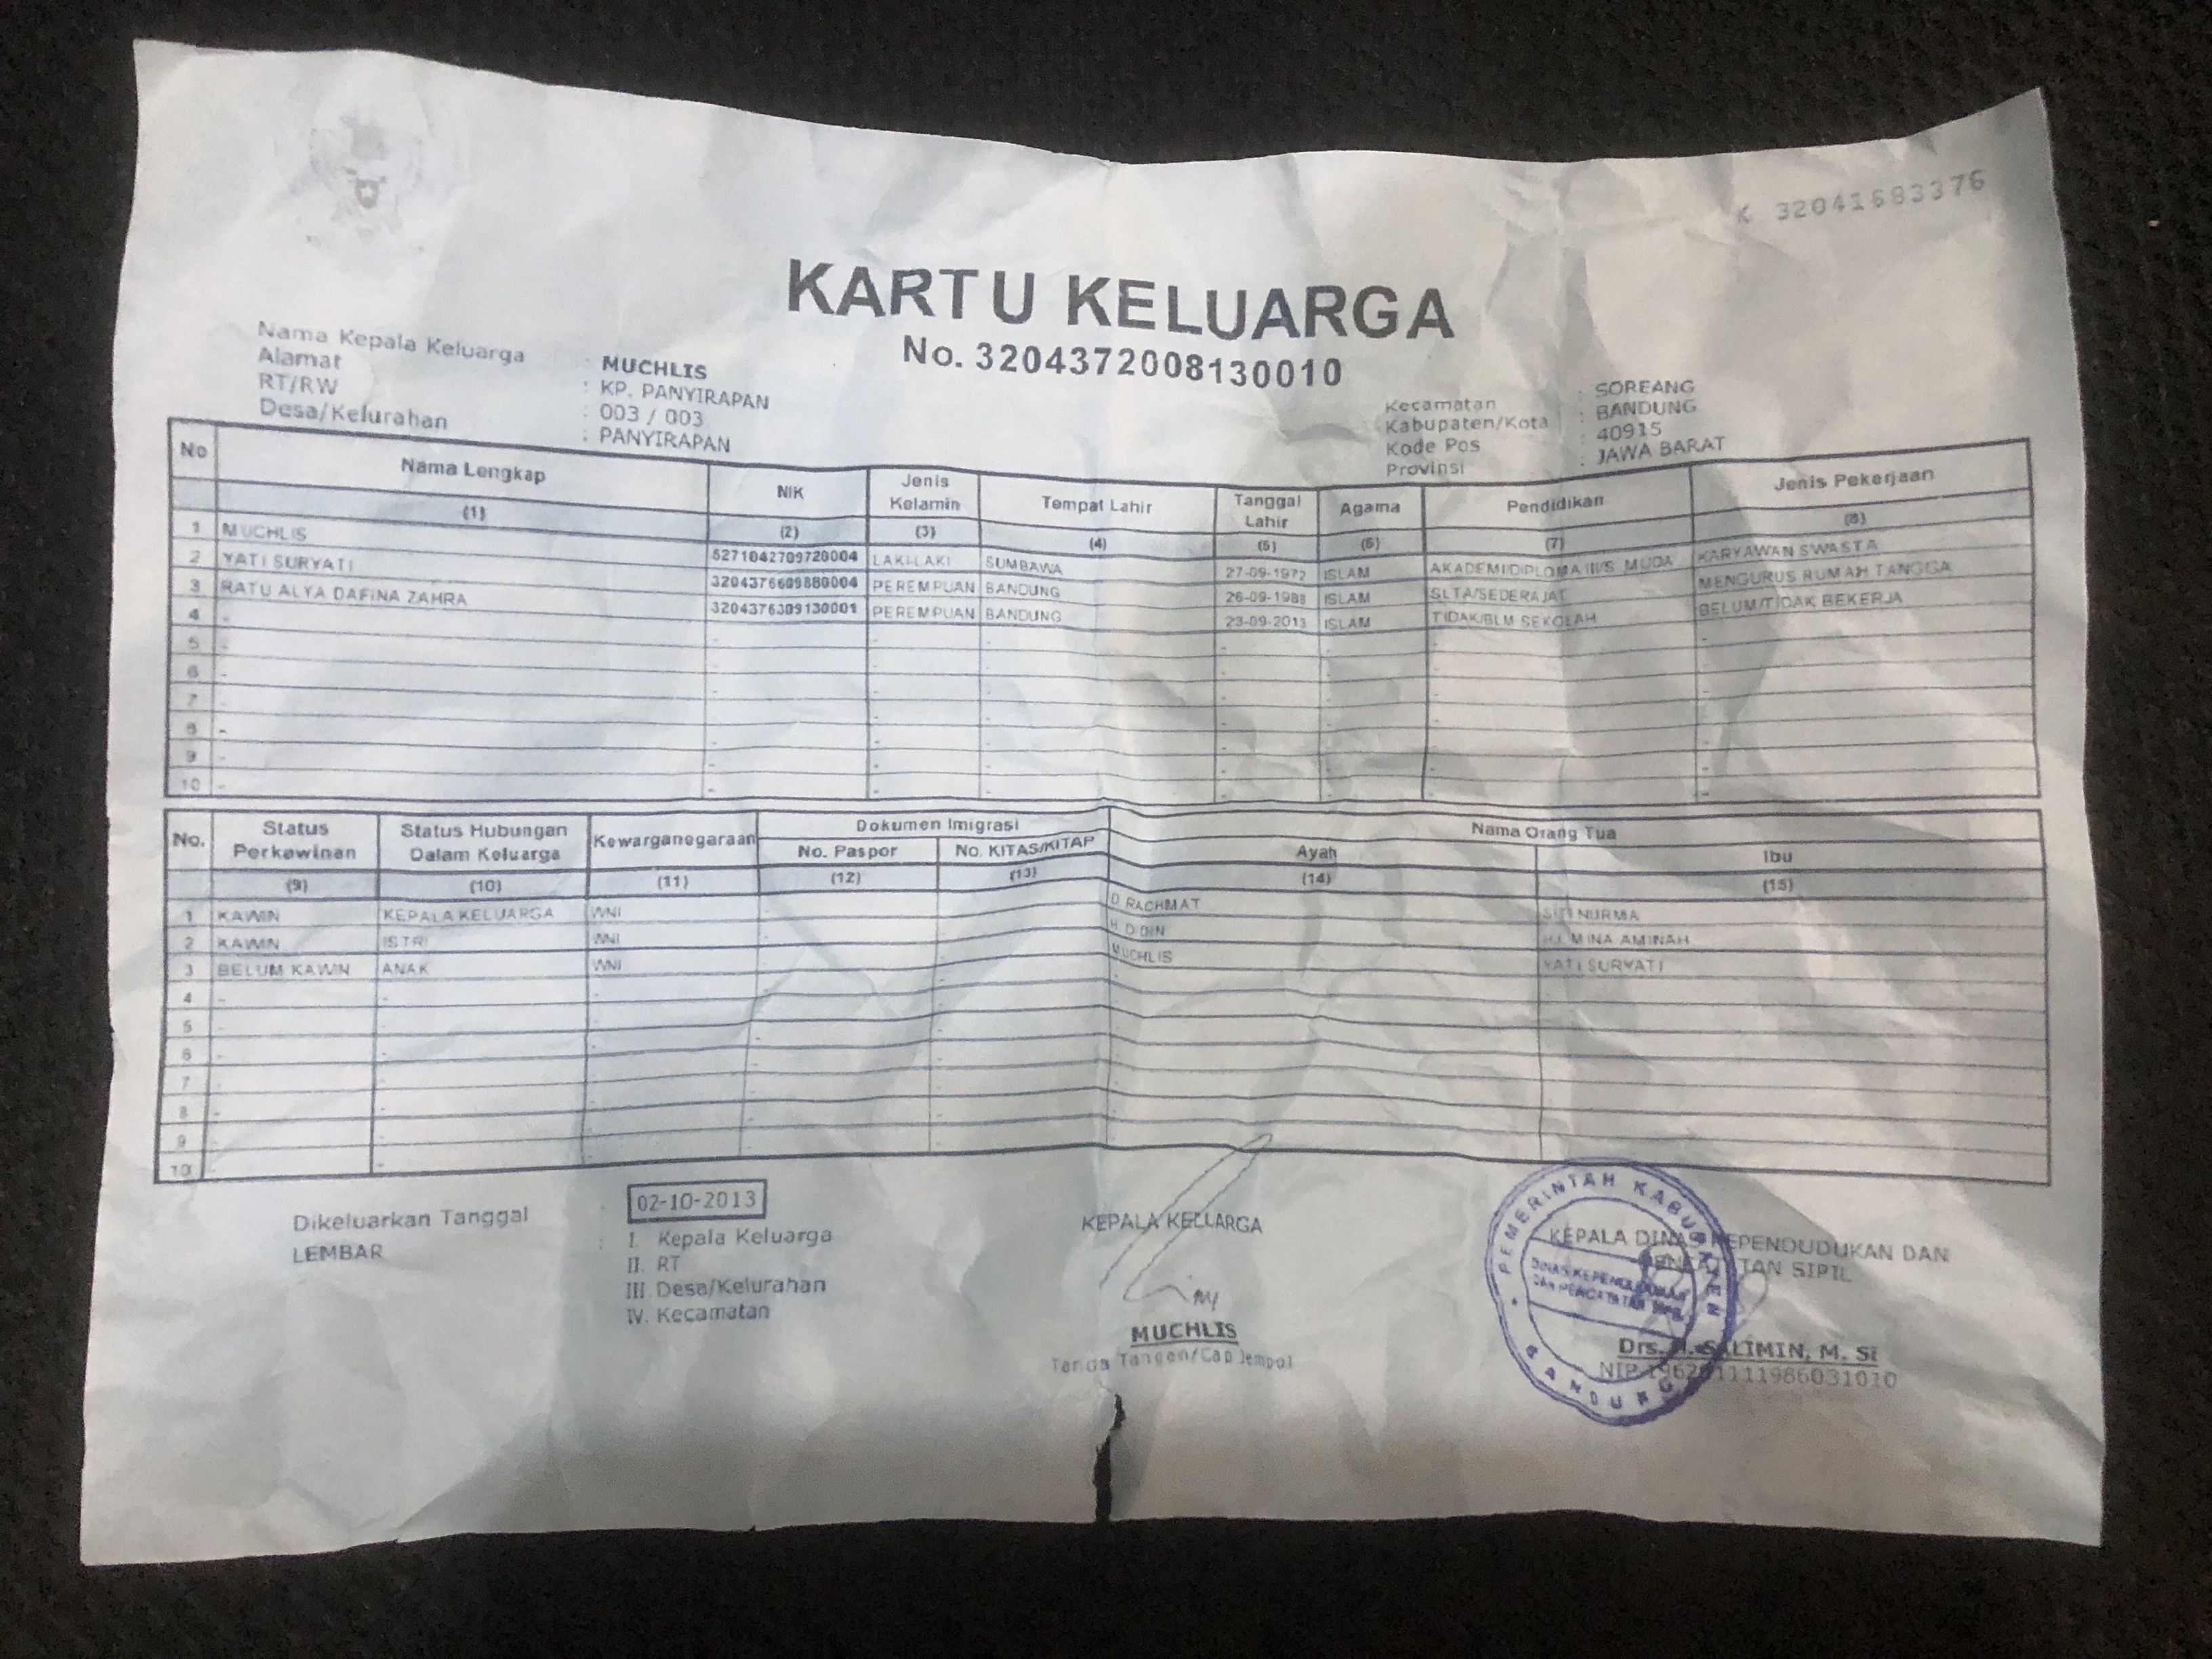 K 32041683376
KARTU KELUARGA
No. 3204372008130010
Nama Kepala Keluarga : MUCHLIS
Alamat : KP. PANYIRAPAN
RT/RW : 003 / 003
Desa/Kelurahan : PANYIRAPAN
Kecamatan : SOREANG
Kabupaten/Kota : BANDUNG
Kode Pos : 40915
Provinsi : JAWA BARAT
No Nama Lengkap NIK Jenis Kelamin Tempat Lahir Tanggal Lahir Agama Pendidikan Jenis Pekerjaan
(1) (2) (3) (4) (5) (6) (7) (8)
1 MUCHLIS 5271042709720004 LAKI-LAKI SUMBAWA 27-09-1972 ISLAM AKADEMI/DIPLOMA III/S. MUDA KARYAWAN SWASTA
2 YATI SURYATI 3204376609880004 PEREMPUAN BANDUNG 26-09-1988 ISLAM SLTA/SEDERAJAT MENGURUS RUMAH TANGGA
3 RATU ALYA DAFINA ZAHRA 3204376309130001 PEREMPUAN BANDUNG 23-09-2013 ISLAM TIDAK/BLM SEKOLAH BELUM/TIDAK BEKERJA
4 -
5 -
6 -
7 -
8 -
9 -
10 -
No. Status Perkawinan Status Hubungan Dalam Keluarga Kewarganegaraan Dokumen Imigrasi Nama Orang Tua
No. Paspor No. KITAS/KITAP Ayah Ibu
(9) (10) (11) (12) (13) (14) (15)
1 KAWIN KEPALA KELUARGA WNI - - D RACHMAT SITI NURMA
2 KAWIN ISTRI WNI - - H DIDIN HJ. MINA AMINAH
3 BELUM KAWIN ANAK WNI - - MUCHLIS YATI SURYATI
4 -
5 -
6 -
7 -
8 -
9 -
10 -
Dikeluarkan Tanggal : 02-10-2013
LEMBAR : I. Kepala Keluarga
II. RT
III. Desa/Kelurahan
IV. Kecamatan
KEPALA KELUARGA
MUCHLIS
Tanda Tangan/Cap Jempol
KEPALA DINAS KEPENDUDUKAN DAN
PENCATATAN SIPIL
Drs. H. SALIMIN, M. Si
PEMERINTAH KABUPATEN
DINAS KEPENDUDUKAN
DAN PENCATATAN SIPIL
BANDUNG